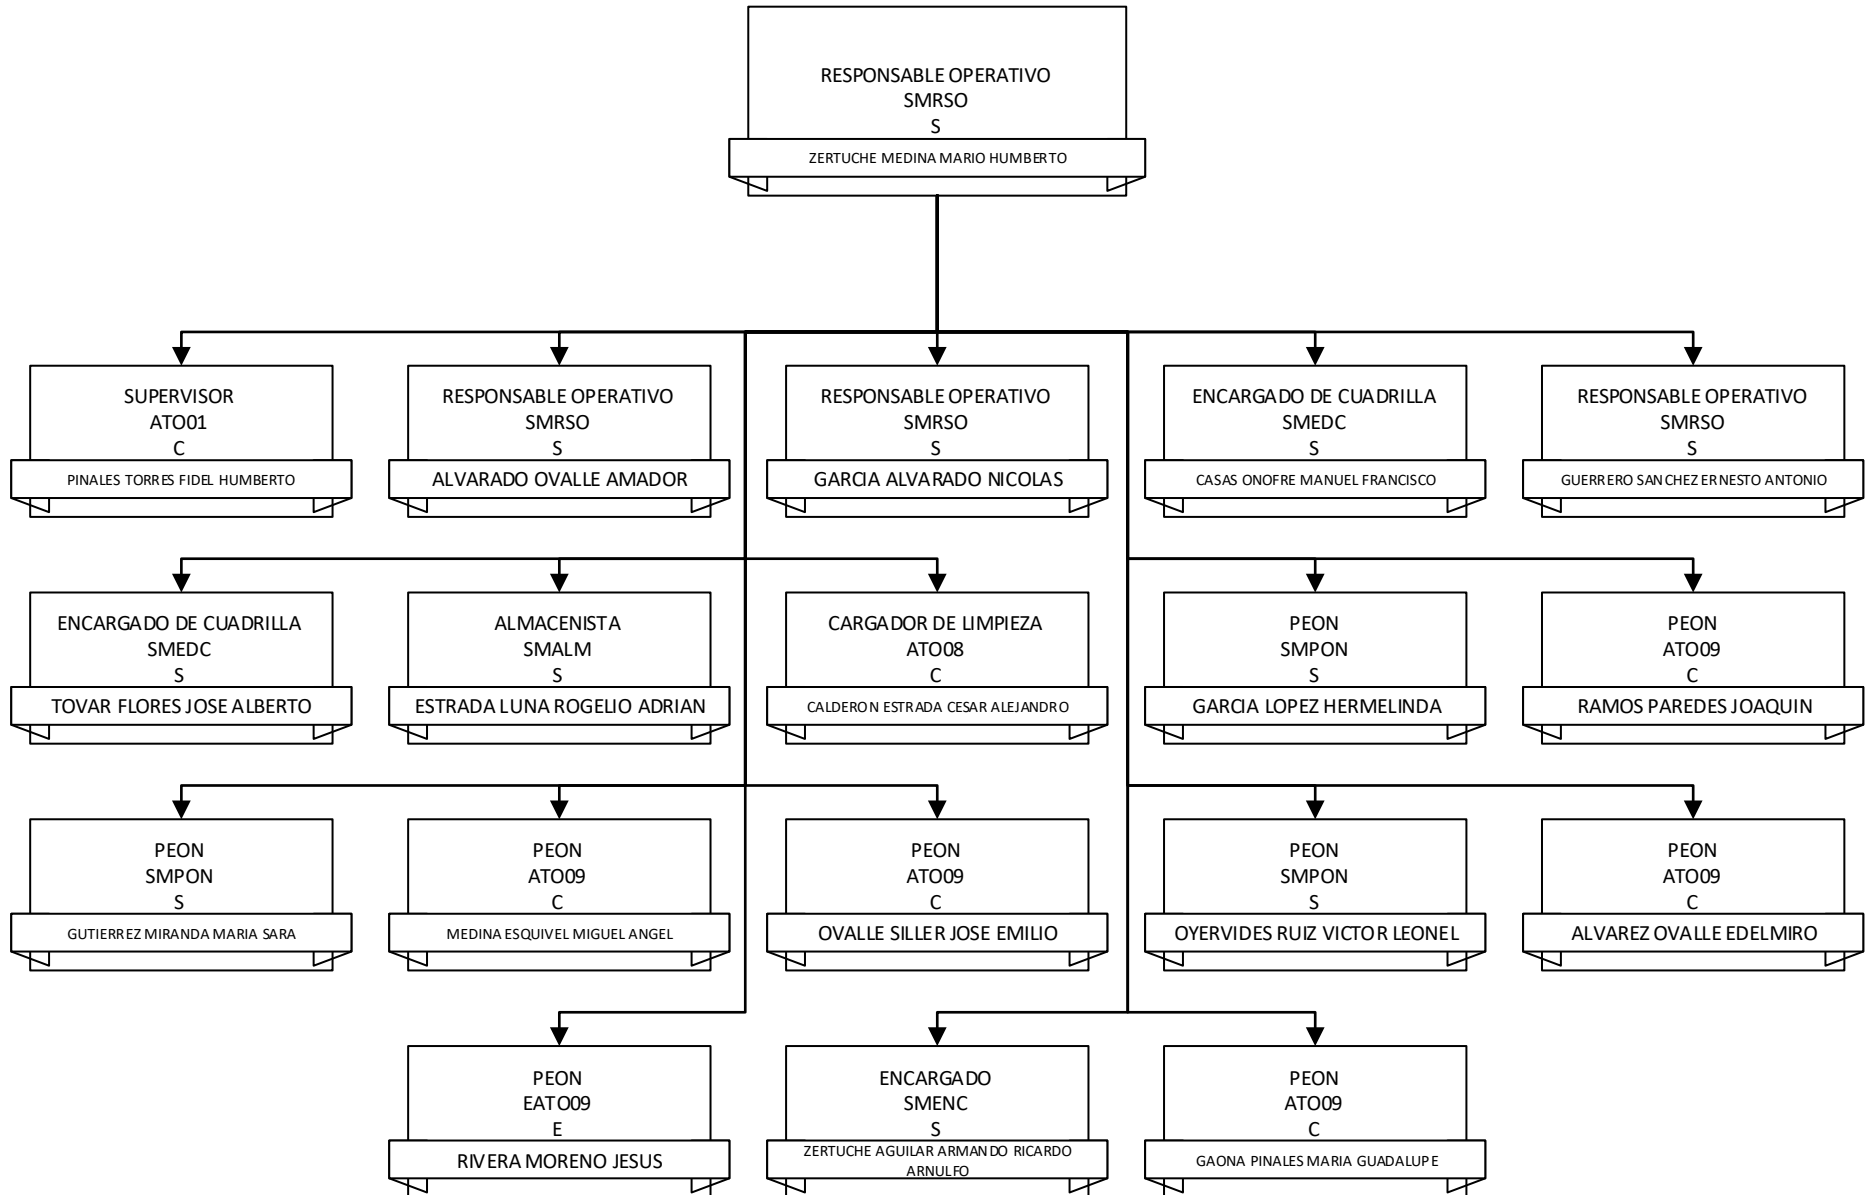 RESPONSABLE OPERATIVO
SMRSO
S
ZERTUCHE MEDINA MARIO HUMBERTO
SUPERVISOR
ATO01
C
PINALES TORRES FIDEL HUMBERTO
RESPONSABLE OPERATIVO
SMRSO
S
ALVARADO OVALLE AMADOR
RESPONSABLE OPERATIVO
SMRSO
S
GARCIA ALVARADO NICOLAS
ENCARGADO DE CUADRILLA
SMEDC
S
CASAS ONOFRE MANUEL FRANCISCO
RESPONSABLE OPERATIVO
SMRSO
S
GUERRERO SANCHEZ ERNESTO ANTONIO
ENCARGADO DE CUADRILLA
SMEDC
S
TOVAR FLORES JOSE ALBERTO
ALMACENISTA
SMALM
S
ESTRADA LUNA ROGELIO ADRIAN
CARGADOR DE LIMPIEZA
ATO08
C
CALDERON ESTRADA CESAR ALEJANDRO
PEON
SMPON
S
GARCIA LOPEZ HERMELINDA
PEON
ATO09
C
RAMOS PAREDES JOAQUIN
PEON
SMPON
S
GUTIERREZ MIRANDA MARIA SARA
PEON
ATO09
C
MEDINA ESQUIVEL MIGUEL ANGEL
PEON
ATO09
C
OVALLE SILLER JOSE EMILIO
PEON
SMPON
S
OYERVIDES RUIZ VICTOR LEONEL
PEON
ATO09
C
ALVAREZ OVALLE EDELMIRO
PEON
EATO09
E
RIVERA MORENO JESUS
ENCARGADO
SMENC
S
ZERTUCHE AGUILAR ARMANDO RICARDO
ARNULFO
PEON
ATO09
C
GAONA PINALES MARIA GUADALUPE